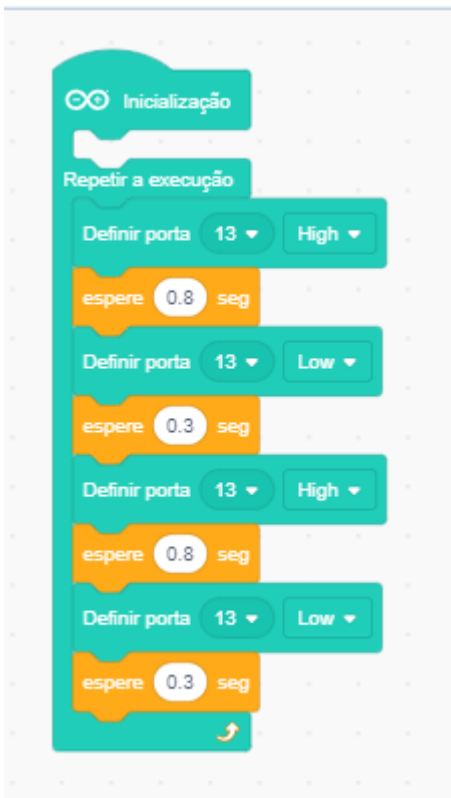 Inicialização
Repetir a execução
Definir porta 13 High
espere 0.8 seg
Definir porta 13 Low
espere 0.3 seg
Definir porta 13 High
espere 0.8 seg
Definir porta 13 Low
espere 0.3 seg